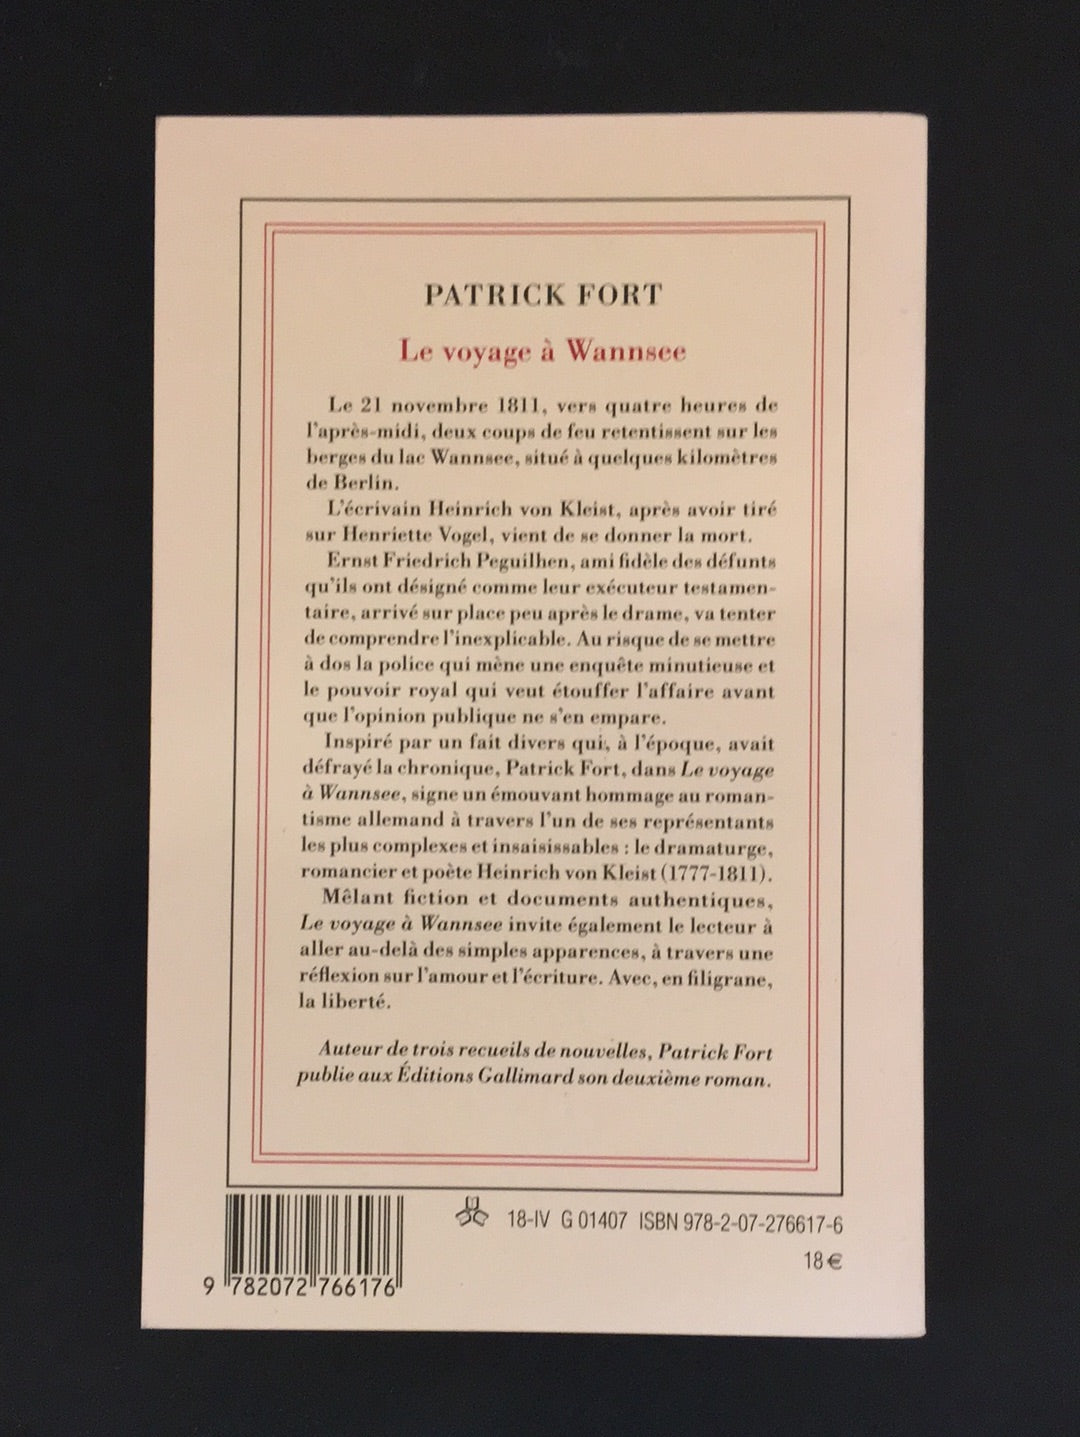 PATRICK FORT
Le voyage à Wannsee
Le 21 novembre 1811, vers quatre heures de
l'après-midi, deux coups de feu retentissent sur les
berges du lac Wannsee, situé à quelques kilomètres
de Berlin.
L'écrivain Heinrich von Kleist, après avoir tiré
sur Henriette Vogel, vient de se donner la mort.
Ernst Friedrich Peguilhen, ami fidèle des défunts
qu'ils ont désigné comme leur exécuteur testamen-
taire, arrivé sur place peu après le drame, va tenter
de comprendre l'inexplicable. Au risque de se mettre
à dos la police qui mène une enquête minutieuse et
le pouvoir royal qui veut étouffer l'affaire avant
que l'opinion publique ne s'en empare.
Inspiré par un fait divers qui, à l'époque, avait
défrayé la chronique, Patrick Fort, dans Le voyage
à Wannsee, signe un émouvant hommage au roman-
tisme allemand à travers l'un de ses représentants
les plus complexes et insaisissables : le dramaturge,
romancier et poète Heinrich von Kleist (1777-1811).
Mêlant fiction et documents authentiques,
Le voyage à Wannsee invite également le lecteur à
aller au-delà des simples apparences, à travers une
réflexion sur l'amour et l'écriture. Avec, en filigrane,
la liberté.
Auteur de trois recueils de nouvelles, Patrick Fort
publie aux Éditions Gallimard son deuxième roman.
18-IV G 01407 ISBN 978-2-07-276617-6
18 €
9 782072 766176